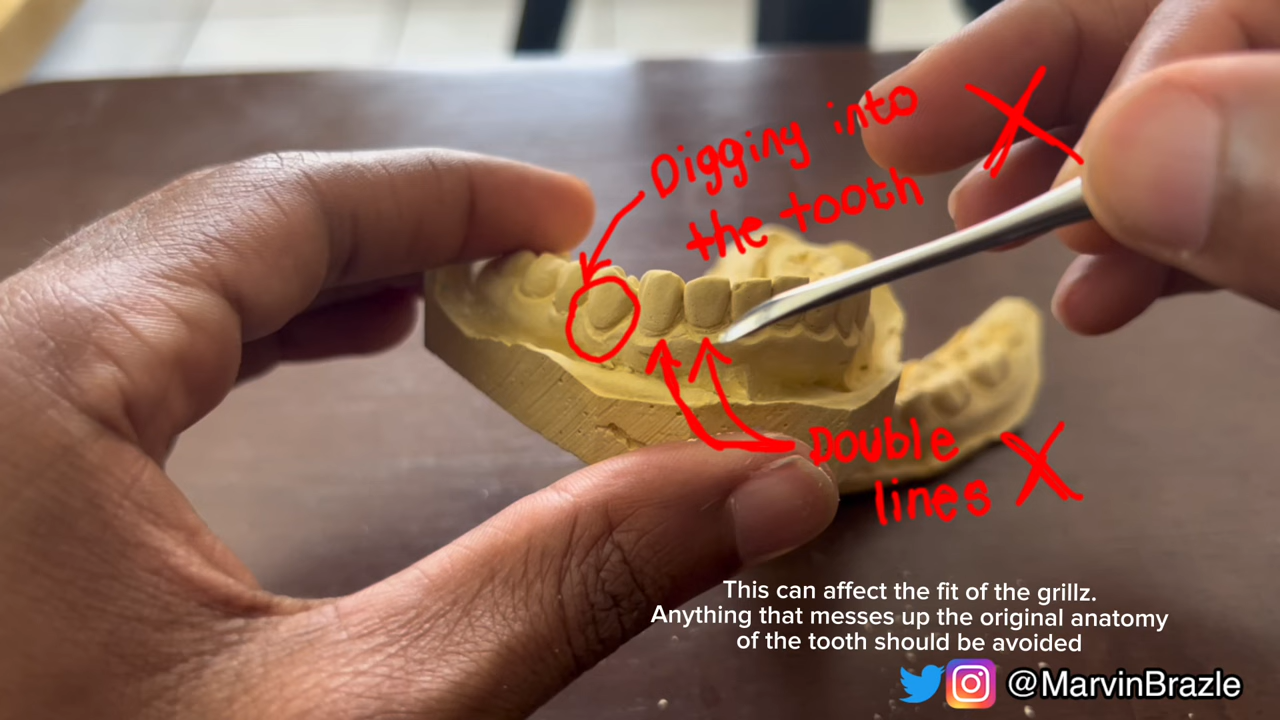 Digging into
the tooth
Double
lines
This can affect the fit of the grillz.
Anything that messes up the original anatomy
of the tooth should be avoided
@MarvinBrazle